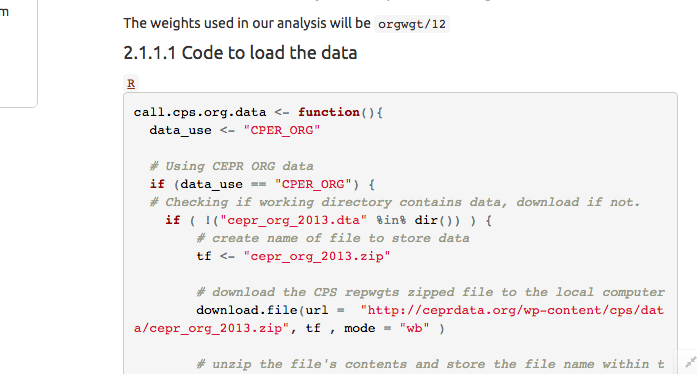 m
The weights used in our analysis will be orgwgt/12
2.1.1.1 Code to load the data
R
call.cps.org.data <- function(){
  data_use <- "CPER_ORG"
  # Using CEPR ORG data
  if (data_use == "CPER_ORG") {
  # Checking if working directory contains data, download if not.
    if ( !("cepr_org_2013.dta" %in% dir()) ) {
        # create name of file to store data
        tf <- "cepr_org_2013.zip"
        # download the CPS repwgts zipped file to the local computer
        download.file(url =  "http://ceprdata.org/wp-content/cps/dat
a/cepr_org_2013.zip", tf , mode = "wb" )
        # unzip the file's contents and store the file name within t